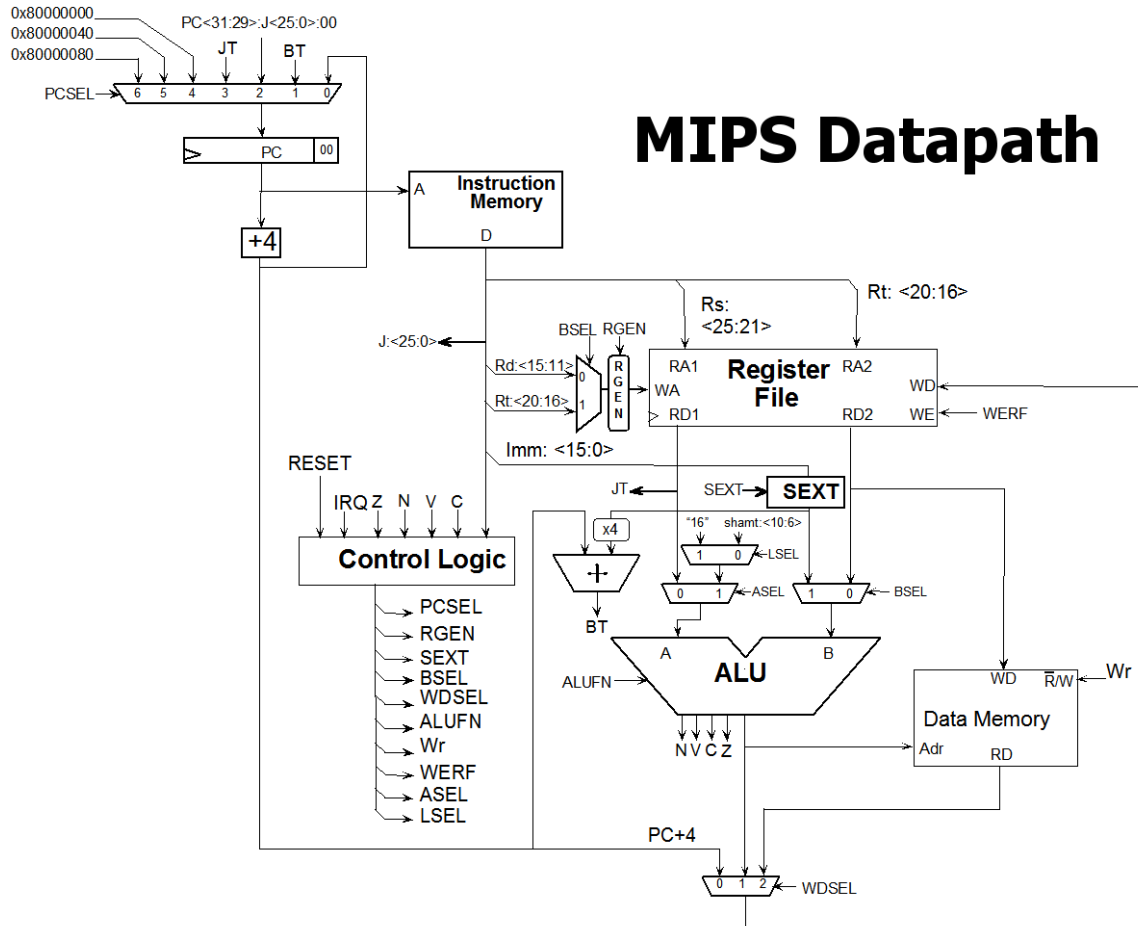 0x80000000
0x80000040
0x80000080
PC<31:29>:J<25:0>:00
JT
BT
PCSEL
6 5 4 3 2 1 0
MIPS Datapath
PC
00
A
Instruction
Memory
D
+4
Rs:
<25:21>
Rt: <20:16>
J:<25:0>
BSEL
RGEN
Rd:<15:11>
0
Rt:<20:16>
1
R
G
E
N
RA1
Register
File
RA2
WA
WD
RD1
RD2
WE
WERF
Imm: <15:0>
RESET
IRQ Z N V C
JT
SEXT
SEXT
x4
"16"
shamt:<10:6>
1 0
LSEL
Control Logic
+
0 1
ASEL
1 0
BSEL
BT
PCSEL
RGEN
SEXT
BSEL
WDSEL
ALUFN
Wr
WERF
ASEL
LSEL
A
ALU
B
ALUFN
N V C Z
WD
R̅/W
Wr
Data Memory
Adr
RD
PC+4
0 1 2
WDSEL